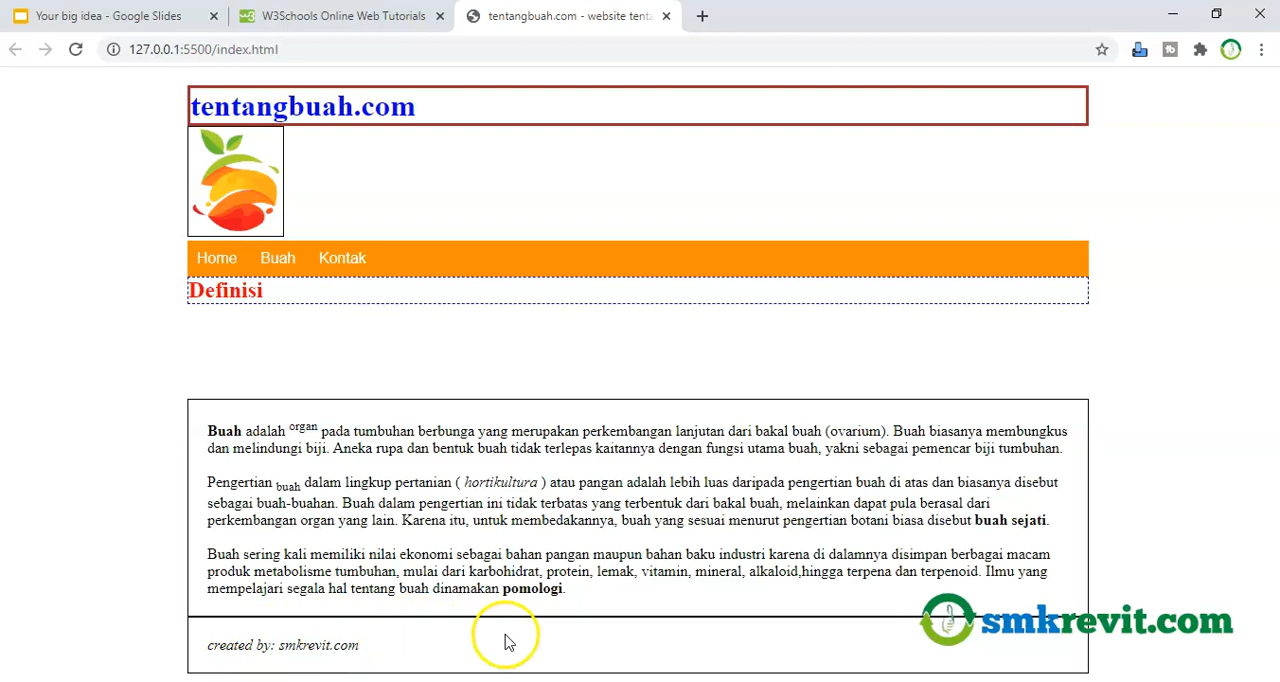 Your big idea - Google Slides
W3Schools Online Web Tutorials
tentangbuah.com - website tenta
127.0.0.1:5500/index.html
tentangbuah.com
Home Buah Kontak
Definisi
Buah adalah organ pada tumbuhan berbunga yang merupakan perkembangan lanjutan dari bakal buah (ovarium). Buah biasanya membungkus
dan melindungi biji. Aneka rupa dan bentuk buah tidak terlepas kaitannya dengan fungsi utama buah, yakni sebagai pemencar biji tumbuhan.
Pengertian buah dalam lingkup pertanian ( hortikultura ) atau pangan adalah lebih luas daripada pengertian buah di atas dan biasanya disebut
sebagai buah-buahan. Buah dalam pengertian ini tidak terbatas yang terbentuk dari bakal buah, melainkan dapat pula berasal dari
perkembangan organ yang lain. Karena itu, untuk membedakannya, buah yang sesuai menurut pengertian botani biasa disebut buah sejati.
Buah sering kali memiliki nilai ekonomi sebagai bahan pangan maupun bahan baku industri karena di dalamnya disimpan berbagai macam
produk metabolisme tumbuhan, mulai dari karbohidrat, protein, lemak, vitamin, mineral, alkaloid,hingga terpena dan terpenoid. Ilmu yang
mempelajari segala hal tentang buah dinamakan pomologi.
smkrevit.com
created by: smkrevit.com